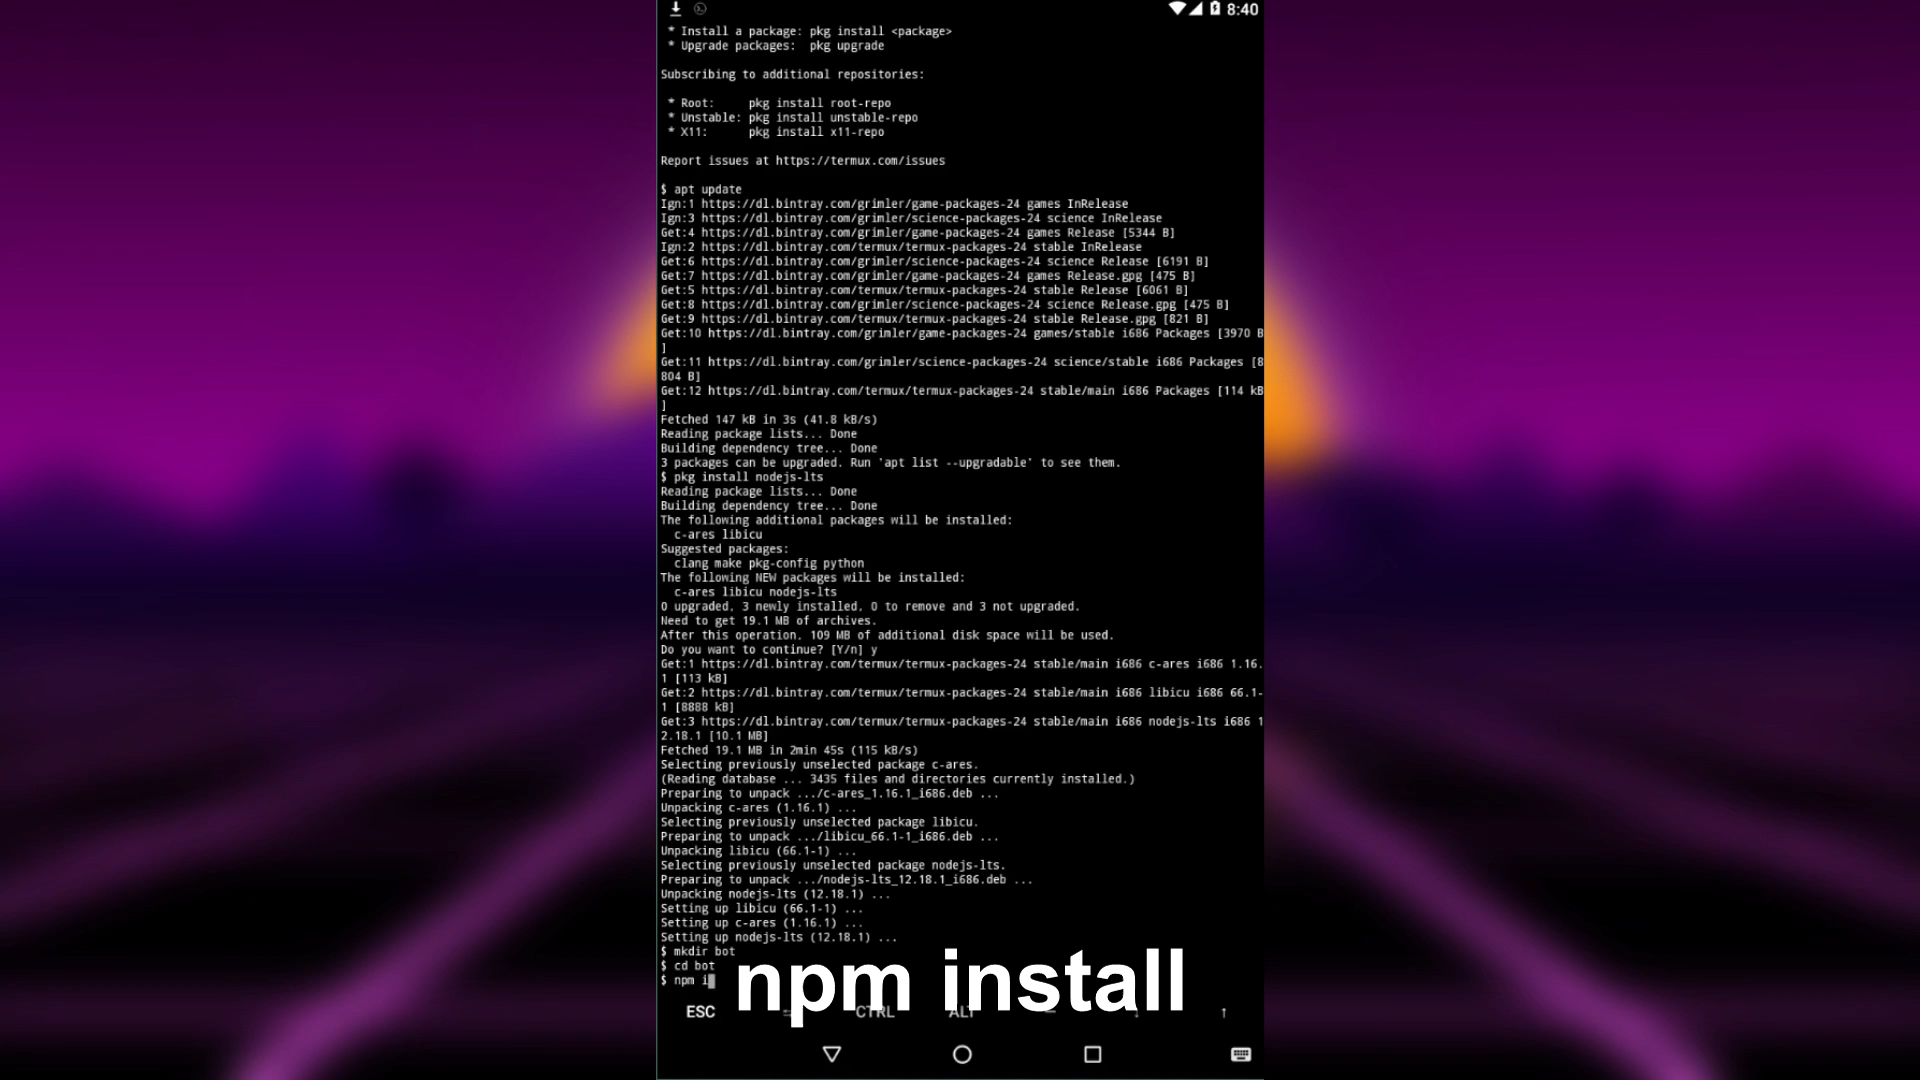 8:40
* Install a package: pkg install <package>
* Upgrade packages:  pkg upgrade
Subscribing to additional repositories:
* Root:     pkg install root-repo
* Unstable: pkg install unstable-repo
* X11:      pkg install x11-repo
Report issues at https://termux.com/issues
$ apt update
Ign:1 https://dl.bintray.com/grimler/game-packages-24 games InRelease
Ign:3 https://dl.bintray.com/grimler/science-packages-24 science InRelease
Get:4 https://dl.bintray.com/grimler/game-packages-24 games Release [5344 B]
Ign:2 https://dl.bintray.com/termux/termux-packages-24 stable InRelease
Get:6 https://dl.bintray.com/grimler/science-packages-24 science Release [6191 B]
Get:7 https://dl.bintray.com/grimler/game-packages-24 games Release.gpg [475 B]
Get:5 https://dl.bintray.com/termux/termux-packages-24 stable Release [6061 B]
Get:8 https://dl.bintray.com/grimler/science-packages-24 science Release.gpg [475 B]
Get:9 https://dl.bintray.com/termux/termux-packages-24 stable Release.gpg [821 B]
Get:10 https://dl.bintray.com/grimler/game-packages-24 games/stable i686 Packages [3970 B
]
Get:11 https://dl.bintray.com/grimler/science-packages-24 science/stable i686 Packages [8
804 B]
Get:12 https://dl.bintray.com/termux/termux-packages-24 stable/main i686 Packages [114 kB
]
Fetched 147 kB in 3s (41.8 kB/s)
Reading package lists... Done
Building dependency tree... Done
3 packages can be upgraded. Run 'apt list --upgradable' to see them.
$ pkg install nodejs-lts
Reading package lists... Done
Building dependency tree... Done
The following additional packages will be installed:
c-ares libicu
Suggested packages:
clang make pkg-config python
The following NEW packages will be installed:
c-ares libicu nodejs-lts
0 upgraded, 3 newly installed, 0 to remove and 3 not upgraded.
Need to get 19.1 MB of archives.
After this operation, 109 MB of additional disk space will be used.
Do you want to continue? [Y/n] y
Get:1 https://dl.bintray.com/termux/termux-packages-24 stable/main i686 c-ares i686 1.16.
1 [113 kB]
Get:2 https://dl.bintray.com/termux/termux-packages-24 stable/main i686 libicu i686 66.1-
1 [8888 kB]
Get:3 https://dl.bintray.com/termux/termux-packages-24 stable/main i686 nodejs-lts i686 1
2.18.1 [10.1 MB]
Fetched 19.1 MB in 2min 45s (115 kB/s)
Selecting previously unselected package c-ares.
(Reading database ... 3435 files and directories currently installed.)
Preparing to unpack .../c-ares_1.16.1_i686.deb ...
Unpacking c-ares (1.16.1) ...
Selecting previously unselected package libicu.
Preparing to unpack .../libicu_66.1-1_i686.deb ...
Unpacking libicu (66.1-1) ...
Selecting previously unselected package nodejs-lts.
Preparing to unpack .../nodejs-lts_12.18.1_i686.deb ...
Unpacking nodejs-lts (12.18.1) ...
Setting up libicu (66.1-1) ...
Setting up c-ares (1.16.1) ...
Setting up nodejs-lts (12.18.1) ...
$ mkdir bot
$ cd bot
$ npm i
npm install
ESC CTRL ALT — ↓ ↑